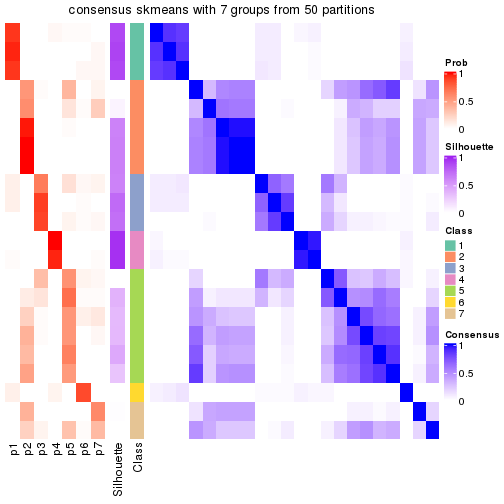 consensus skmeans with 7 groups from 50 partitions
Prob
1
0.5
0
Silhouette
1
0.5
0
Class
1
2
3
4
5
6
7
Consensus
1
0.5
0
p1
p2
p3
p4
p5
p6
p7
Silhouette
Class